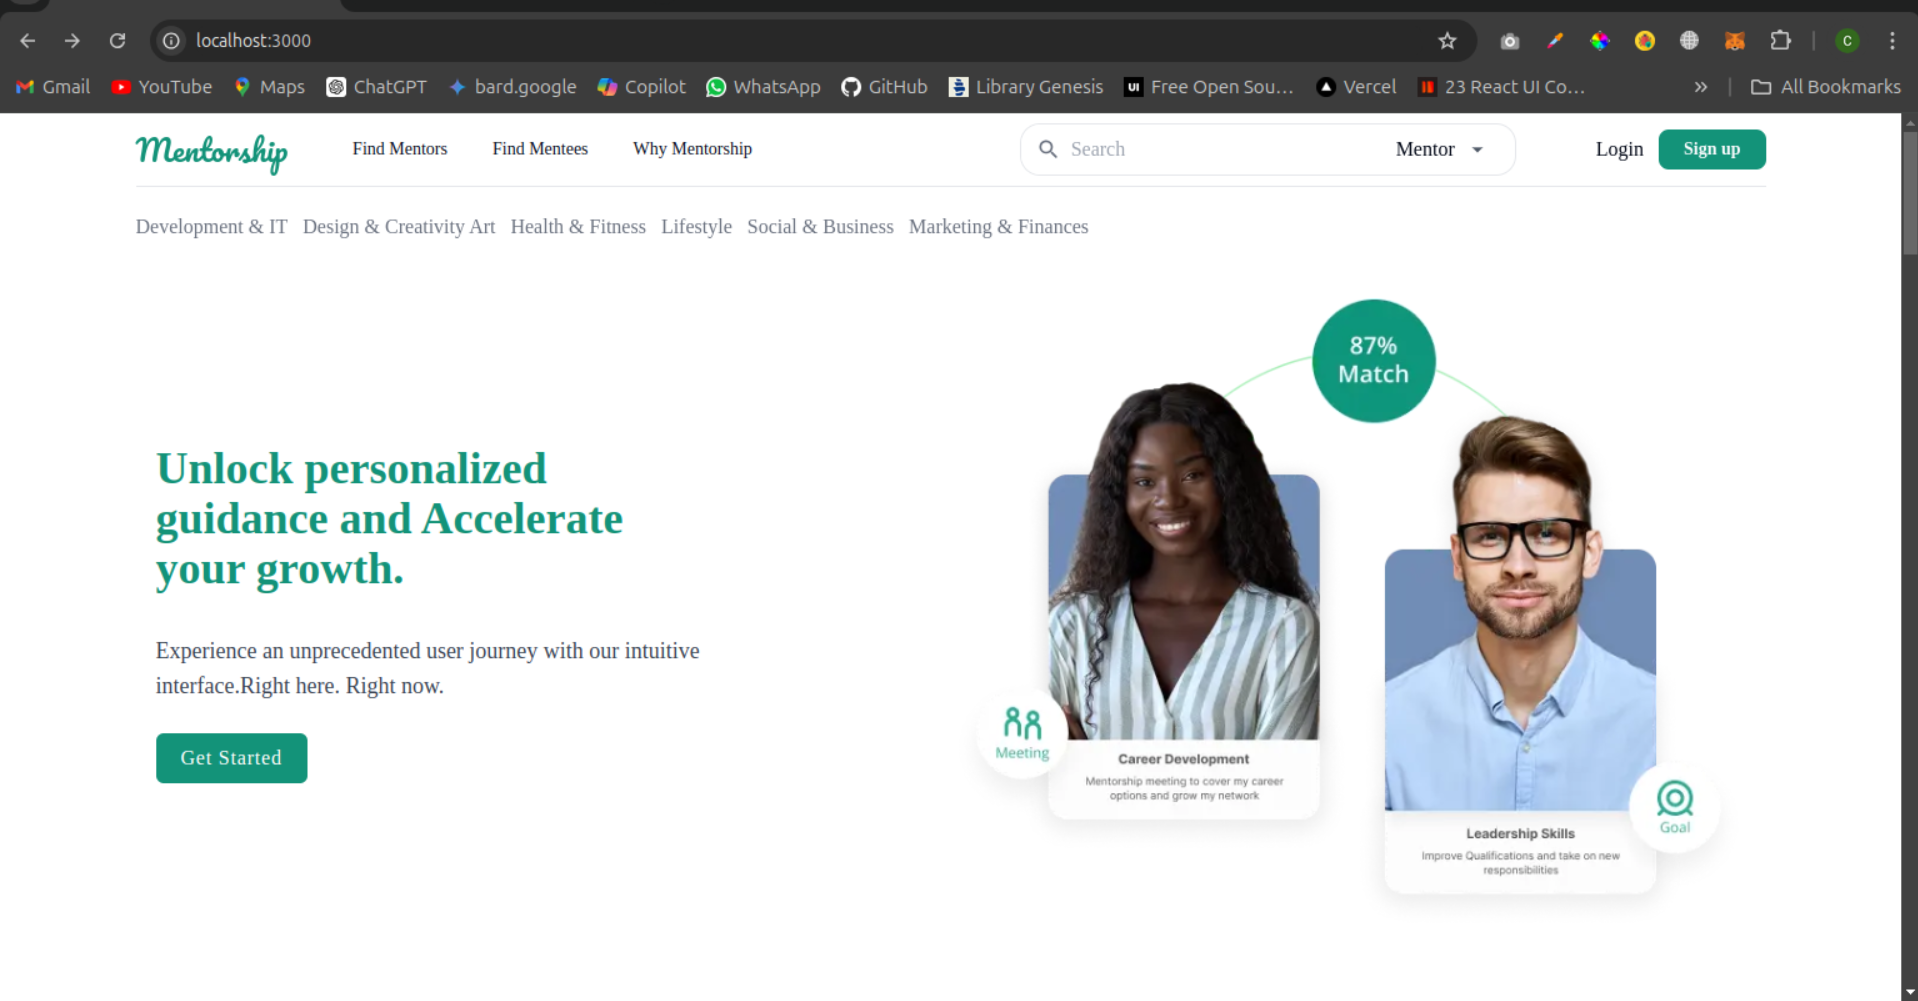 localhost:3000
Gmail YouTube Maps ChatGPT bard.google Copilot WhatsApp GitHub Library Genesis Free Open Sou... Vercel 23 React UI Co... » All Bookmarks
Mentorship Find Mentors Find Mentees Why Mentorship Search Mentor Login Sign up
Development & IT Design & Creativity Art Health & Fitness Lifestyle Social & Business Marketing & Finances
87%
Match
Unlock personalized
guidance and Accelerate
your growth.
Experience an unprecedented user journey with our intuitive
interface.Right here. Right now.
Get Started
Meeting
Career Development
Mentorship meeting to cover my career
options and grow my network
Goal
Leadership Skills
Improve Qualifications and take on new
responsibilities
C
UI